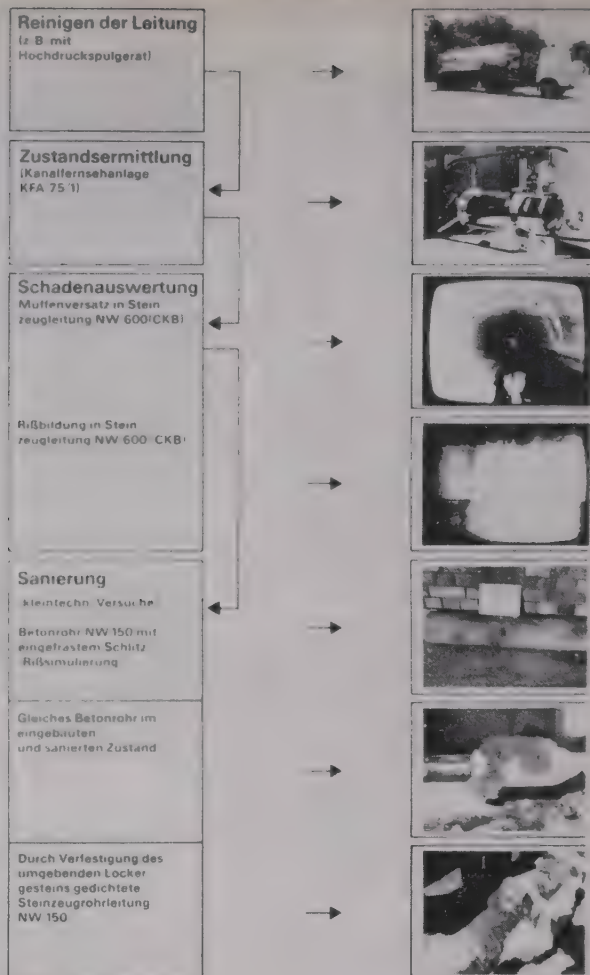 Reinigen der Leitung
(z. B. mit
Hochdruckspülgerät)
Zustandsermittlung
(Kanalfernsehanlage
KFA 75/1)
Schadenauswertung
Muffenversatz in Stein
zeugleitung NW 600 (CKB)
Rißbildung in Stein
zeugleitung NW 600 (CKB)
Sanierung
kleintechn. Versuche
Betonrohr NW 150 mit
eingefrästem Schlitz
Rißsimulierung
Gleiches Betonrohr im
eingebauten
und sanierten Zustand
Durch Verfestigung des
umgebenden Locker
gesteins gedichtete
Steinzeugrohrleitung
NW 150